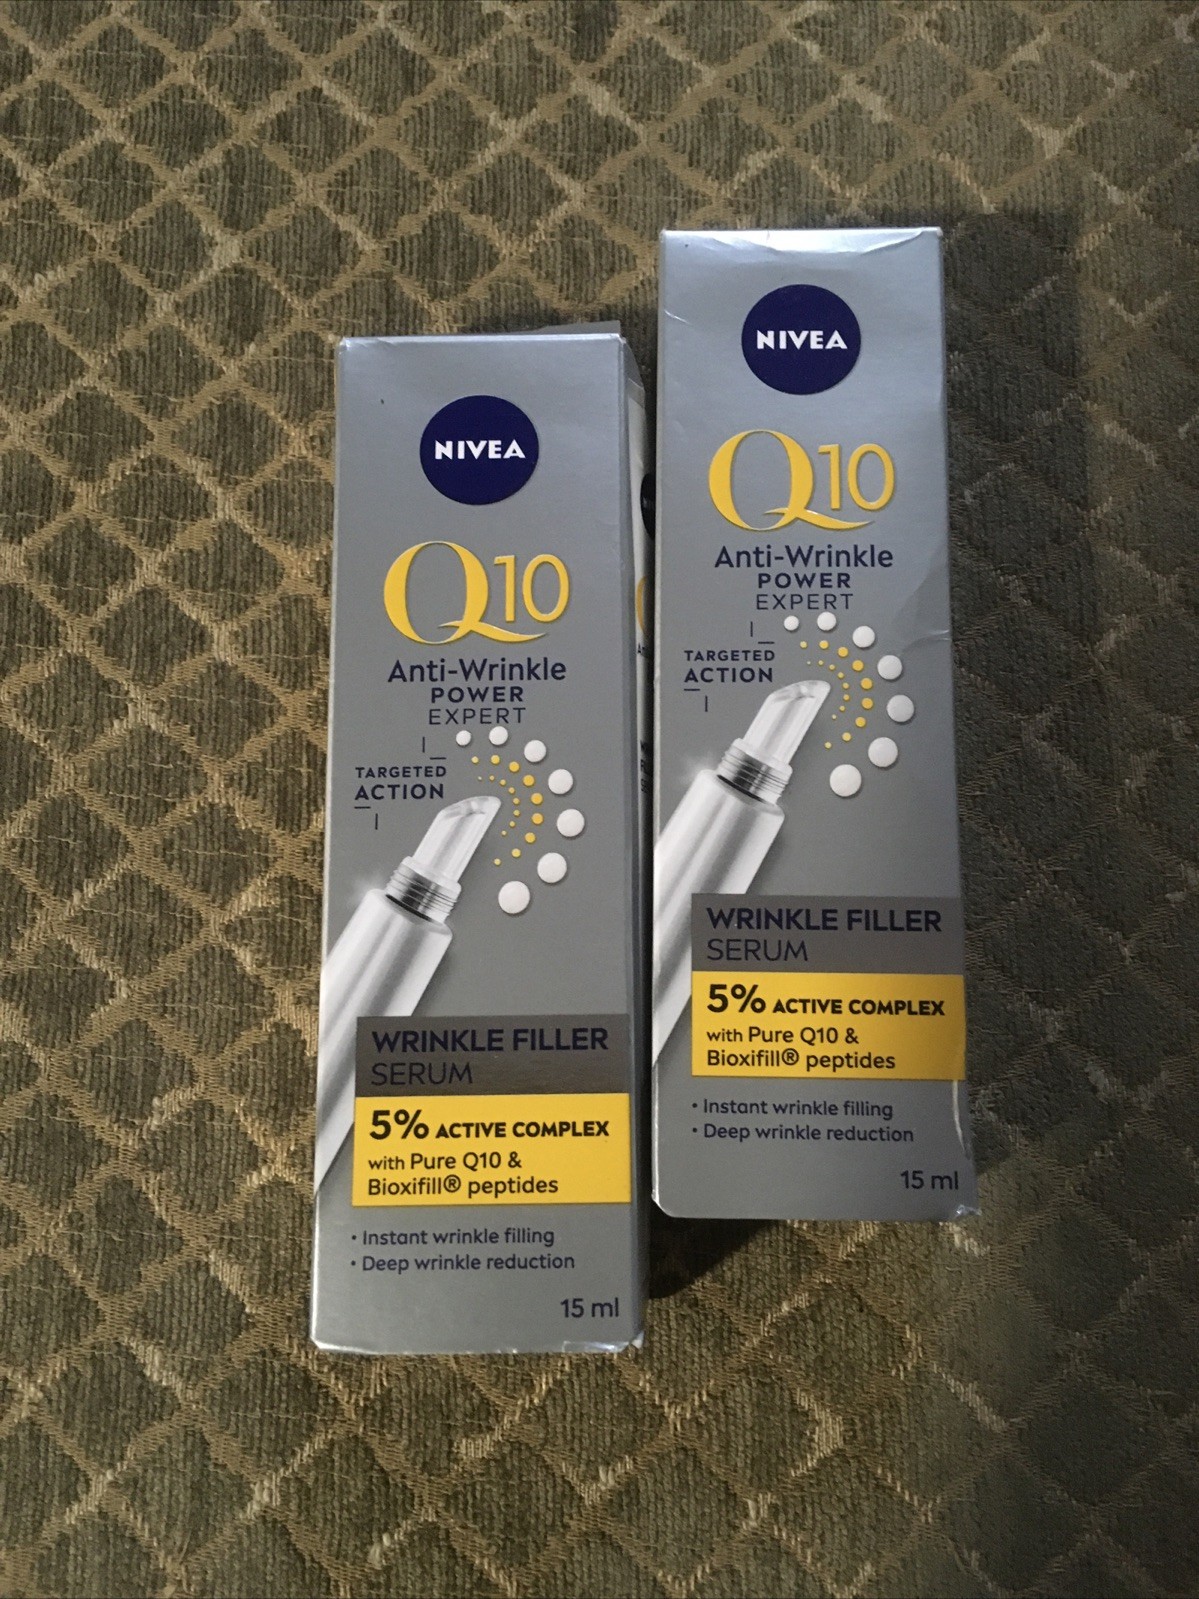 NIVEA
Q10
Anti-Wrinkle
POWER
EXPERT
TARGETED
ACTION
WRINKLE FILLER
SERUM
5% ACTIVE COMPLEX
with Pure Q10 &
Bioxifill® peptides
• Instant wrinkle filling
• Deep wrinkle reduction
15 ml
NIVEA
Q10
Anti-Wrinkle
POWER
EXPERT
TARGETED
ACTION
WRINKLE FILLER
SERUM
5% ACTIVE COMPLEX
with Pure Q10 &
Bioxifill® peptides
• Instant wrinkle filling
• Deep wrinkle reduction
15 ml